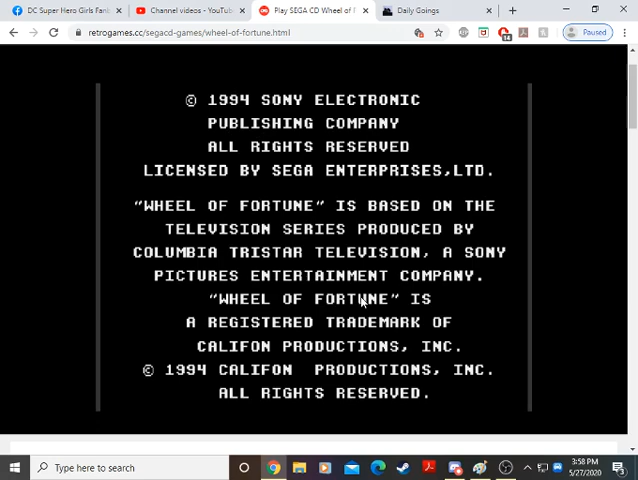 DC Super Hero Girls Fan
Channel videos - YouTube
Play SEGA CD Wheel of F
Daily Goings
retrogames.cc/segacd-games/wheel-of-fortune.html
14
Paused
© 1994 SONY ELECTRONIC
PUBLISHING COMPANY
ALL RIGHTS RESERVED
LICENSED BY SEGA ENTERPRISES,LTD.
"WHEEL OF FORTUNE" IS BASED ON THE
TELEVISION SERIES PRODUCED BY
COLUMBIA TRISTAR TELEVISION, A SONY
PICTURES ENTERTAINMENT COMPANY.
"WHEEL OF FORTUNE" IS
A REGISTERED TRADEMARK OF
CALIFON PRODUCTIONS, INC.
© 1994 CALIFON PRODUCTIONS, INC.
ALL RIGHTS RESERVED.
Type here to search
3:58 PM
5/27/2020
3